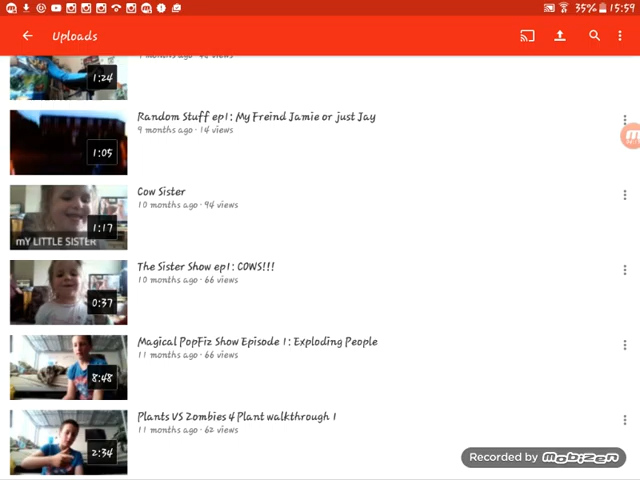 35% 15:59
Uploads
1:24
Random Stuff ep1: My Freind Jamie or just Jay
9 months ago · 14 views
1:05
Cow Sister
10 months ago · 94 views
1:17
mY LITTLE SISTER
The Sister Show ep1: COWS!!!
10 months ago · 66 views
0:37
Magical PopFiz Show Episode 1: Exploding People
11 months ago · 66 views
8:48
Plants VS Zombies 4 Plant walkthrough 1
11 months ago · 62 views
2:34
Recorded by mobizen